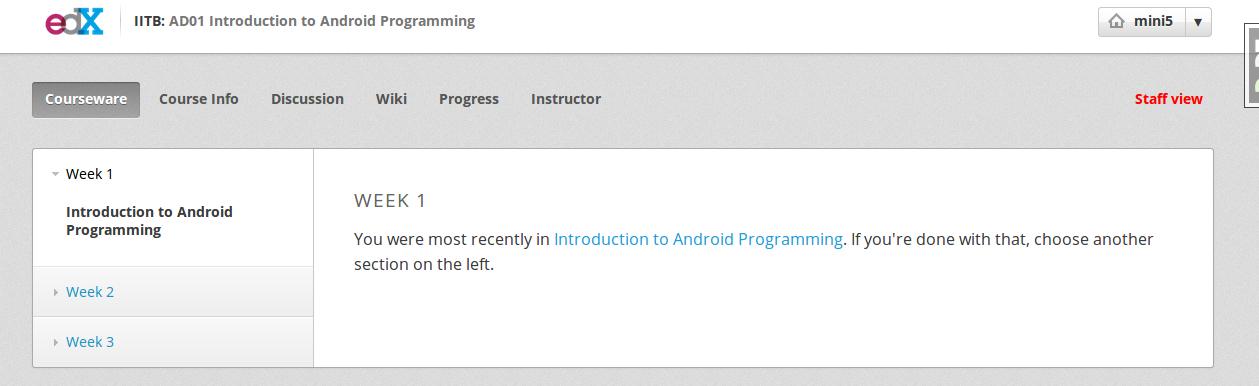 edX
IITB: AD01 Introduction to Android Programming
mini5
Courseware Course Info Discussion Wiki Progress Instructor
Staff view
Week 1
Introduction to Android
Programming
Week 2
Week 3
WEEK 1
You were most recently in Introduction to Android Programming. If you're done with that, choose another
section on the left.